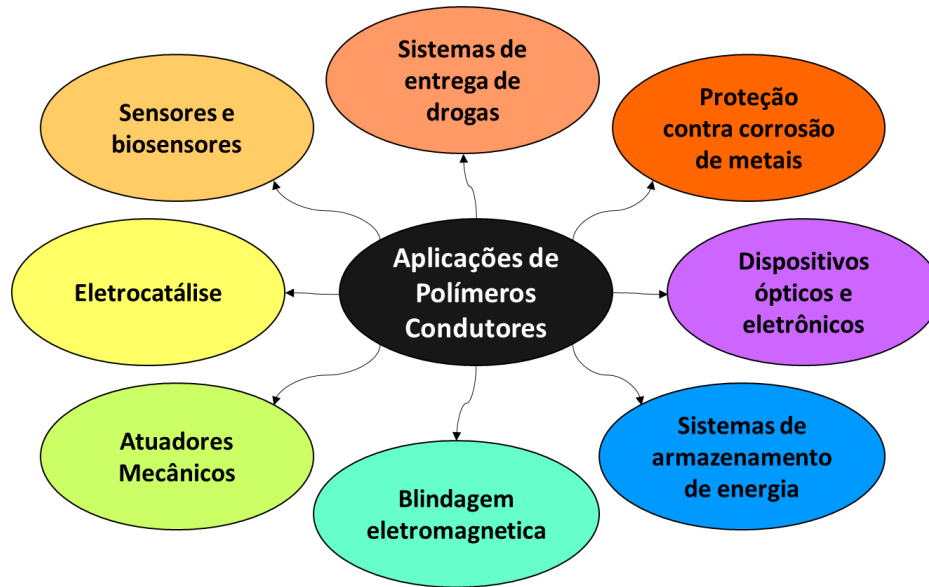 Sistemas de
entrega de
drogas
Sensores e
biosensores
Proteção
contra corrosão
de metais
Aplicações de
Polímeros
Condutores
Eletrocatálise
Dispositivos
ópticos e
eletrônicos
Atuadores
Mecânicos
Sistemas de
armazenamento
de energia
Blindagem
eletromagnetica